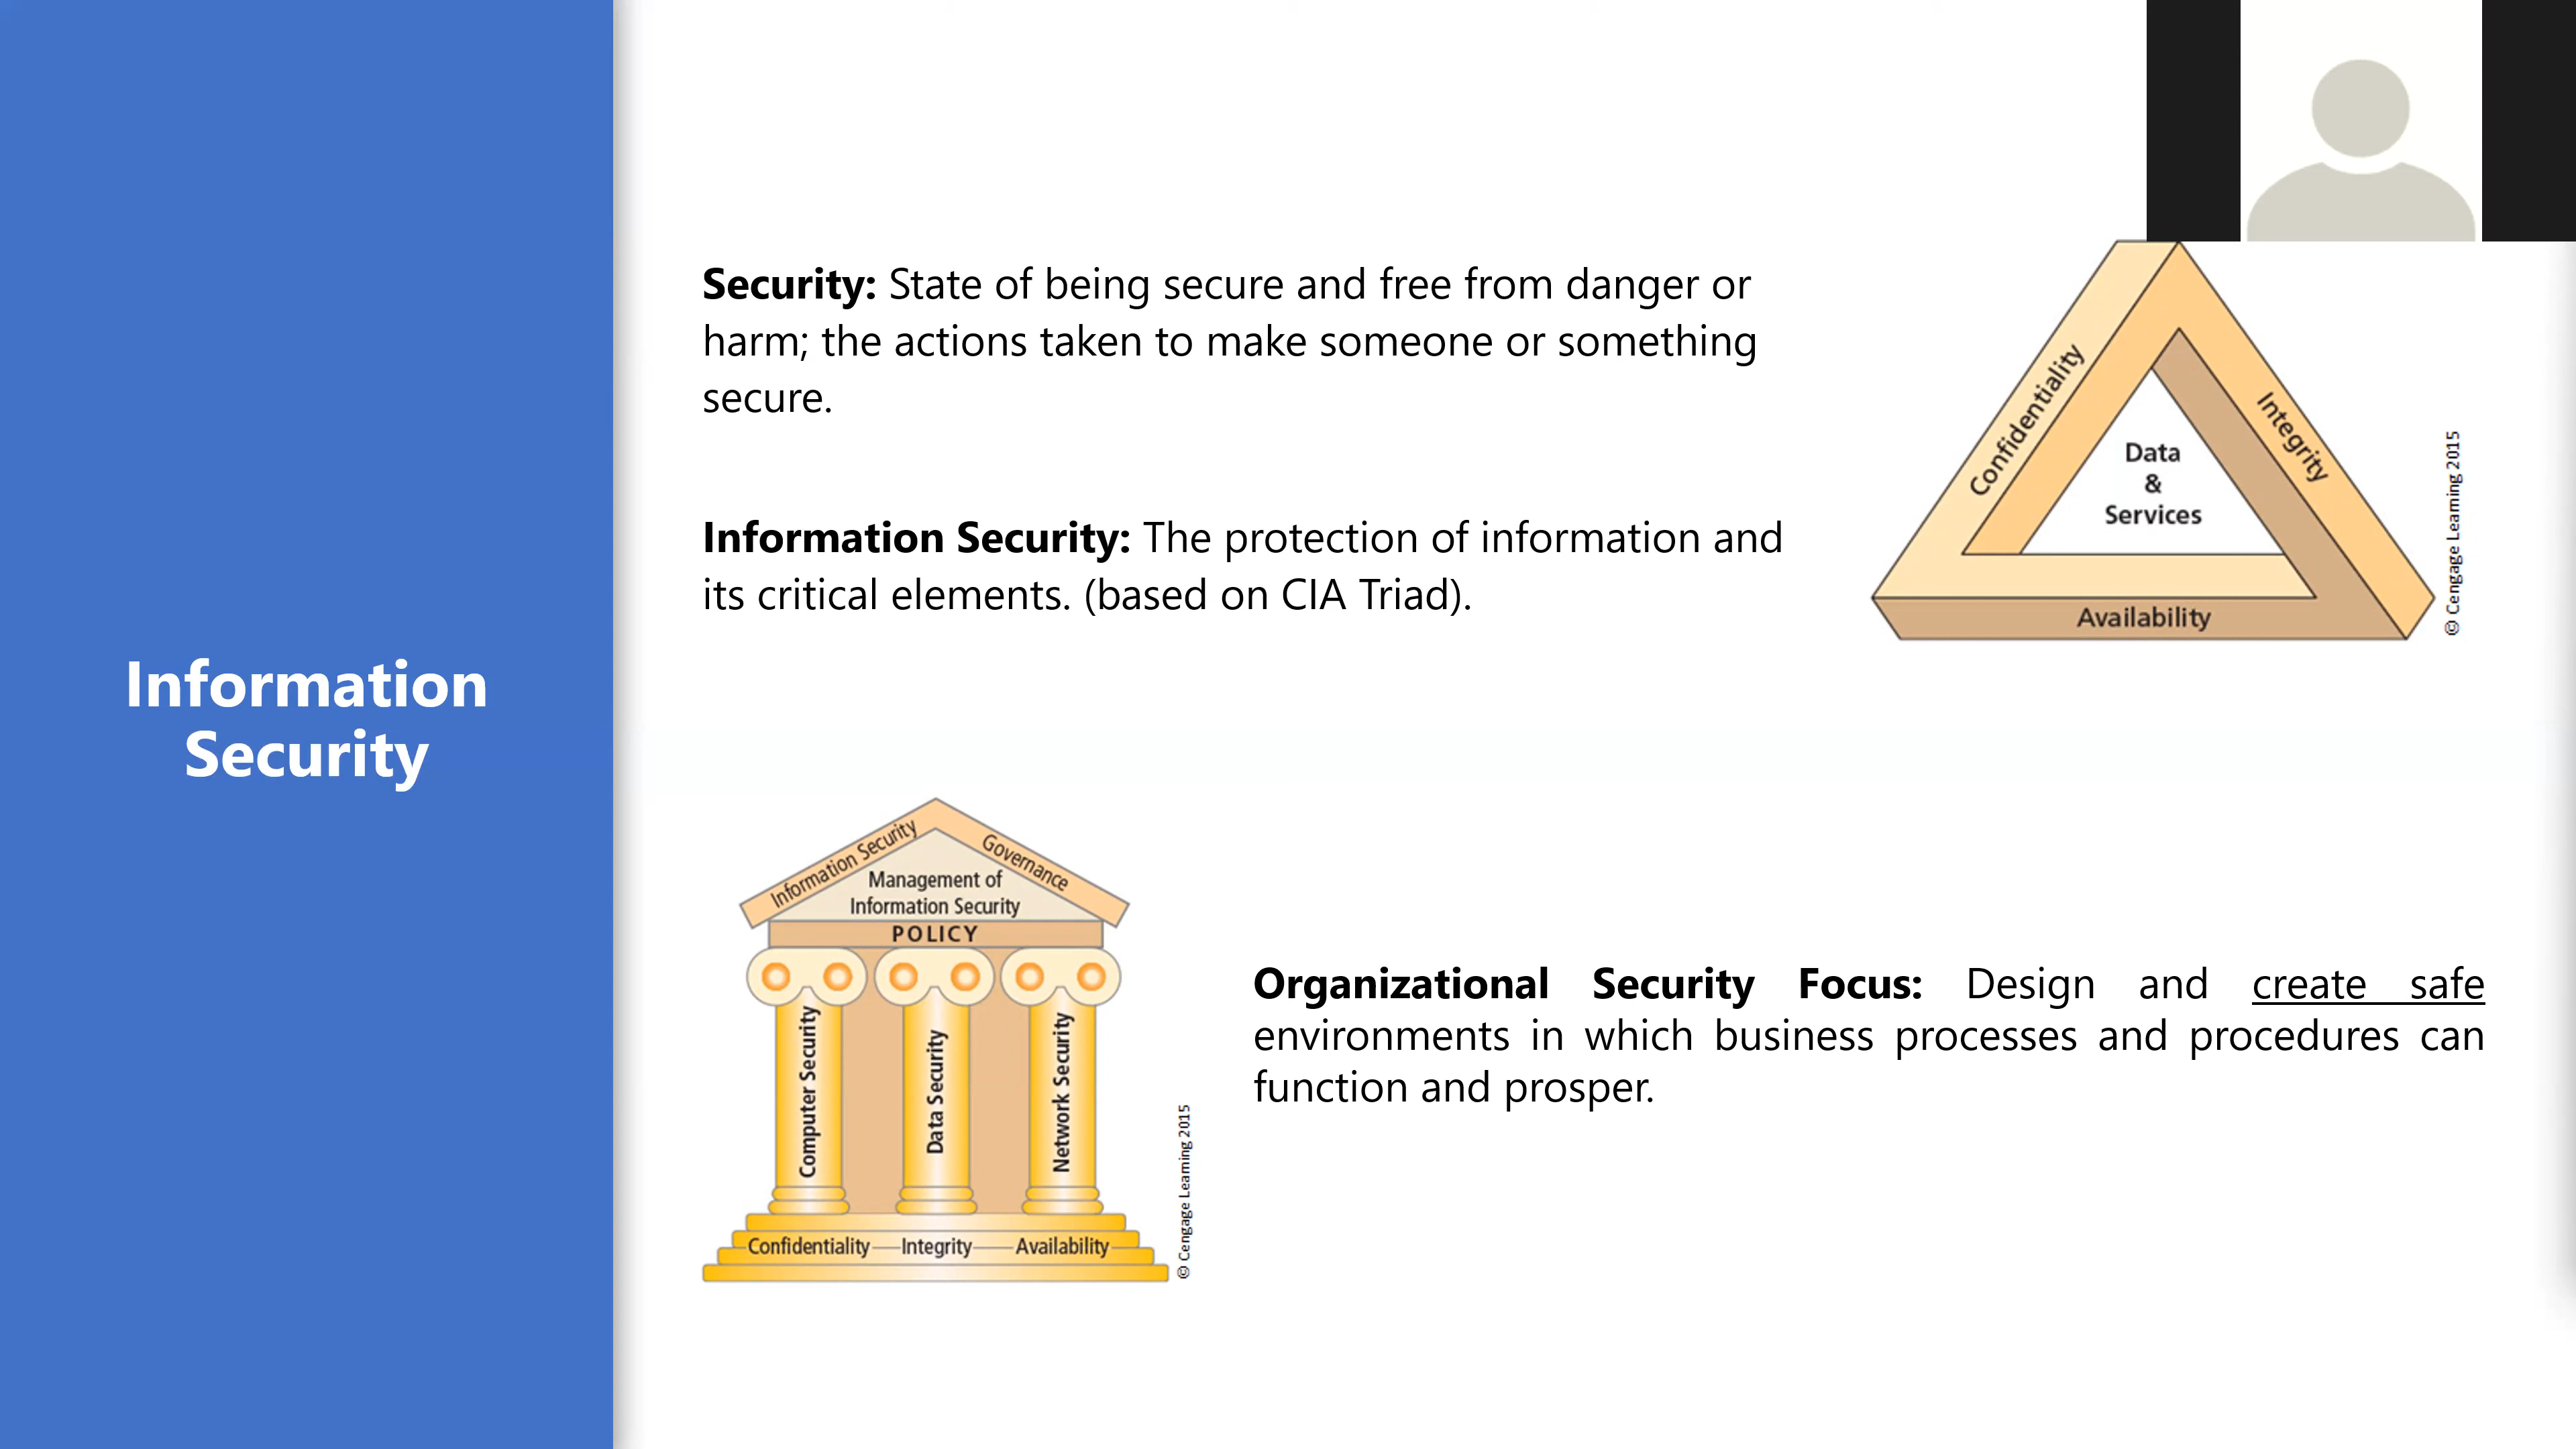 Information
Security
Security: State of being secure and free from danger or
harm; the actions taken to make someone or something
secure.
Information Security: The protection of information and
its critical elements. (based on CIA Triad).
Confidentiality
Integrity
Data
&
Services
Availability
© Cengage Learning 2015
Information Security
Governance
Management of
Information Security
POLICY
Computer Security
Data Security
Network Security
Confidentiality Integrity Availability
© Cengage Learning 2015
Organizational Security Focus: Design and create safe
environments in which business processes and procedures can
function and prosper.